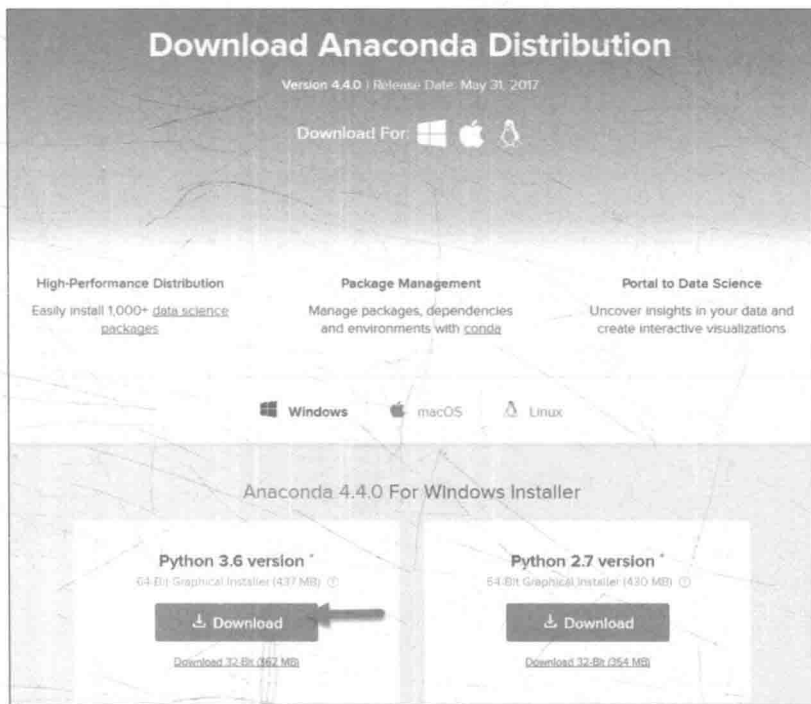 Download Anaconda Distribution
Version 4.4.0 | Release Date: May 31, 2017
Download For:
High-Performance Distribution
Easily install 1,000+ data science
packages
Package Management
Manage packages, dependencies
and environments with conda
Portal to Data Science
Uncover insights in your data and
create interactive visualizations
Windows
macOS
Linux
Anaconda 4.4.0 For Windows Installer
Python 3.6 version *
64-Bit Graphical Installer (437 MB) ?
Download
Download 32-Bit (362 MB)
Python 2.7 version *
64-Bit Graphical Installer (430 MB) ?
Download
Download 32-Bit (354 MB)